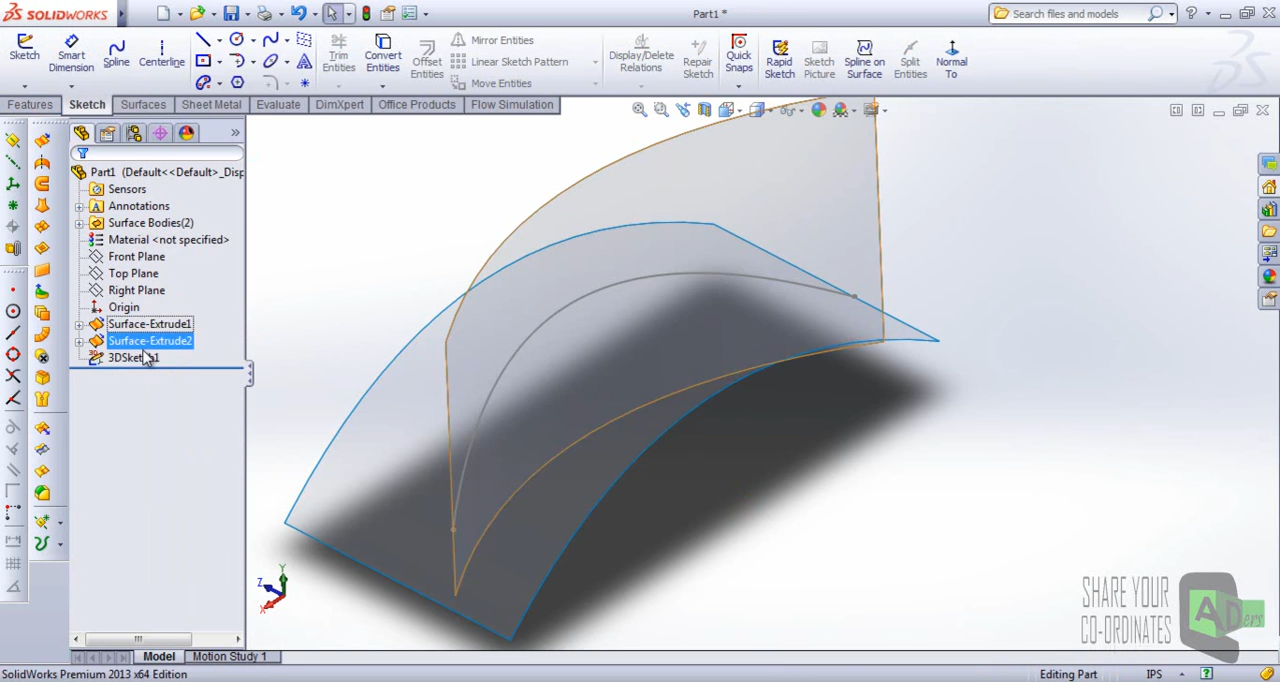 SOLIDWORKS
Part1 *
Search files and models
Sketch
Smart Dimension
Spline
Centerline
Trim Entities
Convert Entities
Offset Entities
Mirror Entities
Linear Sketch Pattern
Move Entities
Display/Delete Relations
Repair Sketch
Quick Snaps
Rapid Sketch
Sketch Picture
Spline on Surface
Split Entities
Normal To
Features
Sketch
Surfaces
Sheet Metal
Evaluate
DimXpert
Office Products
Flow Simulation
Part1 (Default<<Default>_Disp
Sensors
Annotations
Surface Bodies(2)
Material <not specified>
Front Plane
Top Plane
Right Plane
Origin
Surface-Extrude1
Surface-Extrude2
3DSketch1
Y
Z
X
SHARE YOUR
CO-ORDINATES
ADers
Model
Motion Study 1
SolidWorks Premium 2013 x64 Edition
Editing Part
IPS